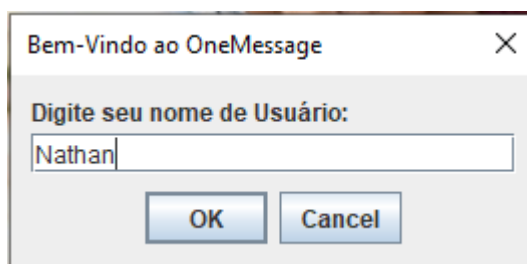 Bem-Vindo ao OneMessage
Digite seu nome de Usuário:
Nathan
OK Cancel